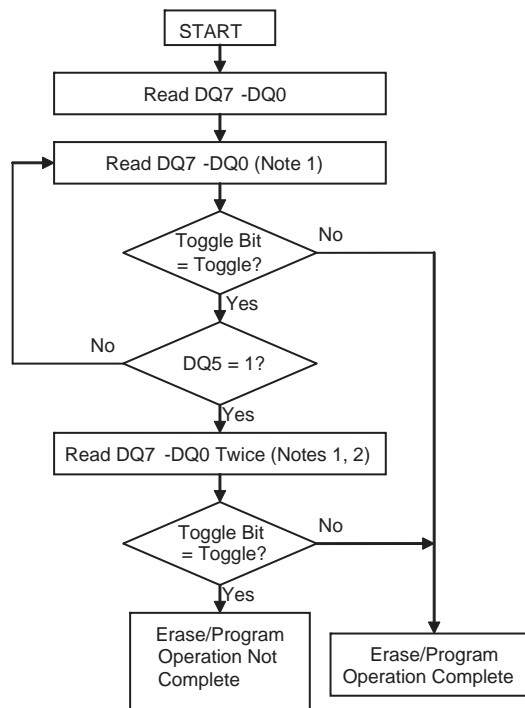 START
Read DQ7 -DQ0
Read DQ7 -DQ0 (Note 1)
Toggle Bit
= Toggle?
No
Yes
No
DQ5 = 1?
Yes
Read DQ7 -DQ0 Twice (Notes 1, 2)
Toggle Bit
= Toggle?
No
Yes
Erase/Program
Operation Not
Complete
Erase/Program
Operation Complete